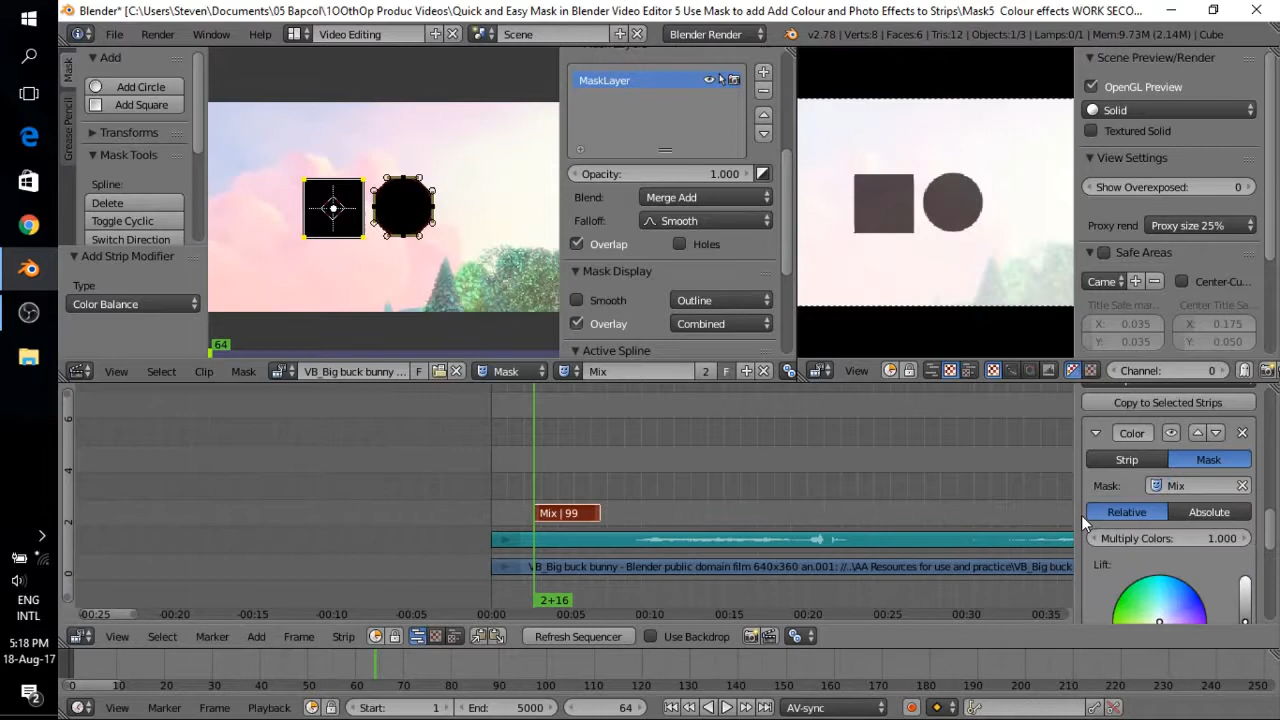 Blender* [C:\Users\Steven\Documents\05 Bapcol\1OOthOp Produc Videos\Quick and Easy Mask in Blender Video Editor 5 Use Mask to add Colour and Photo Effects to Strips\Mask5 Colour effects WORK SECO...
File Render Window Help Video Editing Scene Blender Render v2.78 | Verts:8 | Faces:6 | Tris:12 | Objects:1/3 | Lamps:0/1 | Mem:9.73M (2.14M) | Cube
Mask
Grease Pencil
Add
Add Circle
Add Square
Transforms
Mask Tools
Spline:
Delete
Toggle Cyclic
Switch Direction
Add Strip Modifier
Type
Color Balance
64
MaskLayer
Opacity: 1.000
Blend: Merge Add
Falloff: Smooth
Overlap Holes
Mask Display
Smooth Outline
Overlay Combined
Active Spline
Scene Preview/Render
OpenGL Preview
Solid
Textured Solid
View Settings
Show Overexposed: 0
Proxy rend Proxy size 25%
Safe Areas
Came Center-Cu...
Title Safe mar... Center Title Sa...
X: 0.035 X: 0.175
Y: 0.035 Y: 0.050
View Select Clip Mask VB_Big buck bunny ... F Mask Mix 2 F
View Channel: 0
6
4
2
0
Mix | 99
VB_Big buck bunny - Blender public domain film 640x360 an.001: //..\AA Resources for use and practice\VB_Big buck
2+16
-00:25 -00:20 -00:15 -00:10 -00:05 00:00 00:05 00:10 00:15 00:20 00:25 00:30 00:35
Copy to Selected Strips
Color
Strip Mask
Mask: Mix
Relative Absolute
Multiply Colors: 1.000
Lift:
View Select Marker Add Frame Strip Refresh Sequencer Use Backdrop
0 10 20 30 40 50 60 70 80 90 100 110 120 130 140 150 160 170 180 190 200 210 220 230 240 250
View Marker Frame Playback Start: 1 End: 5000 64 AV-sync
ENG
INTL
5:18 PM
18-Aug-17
2